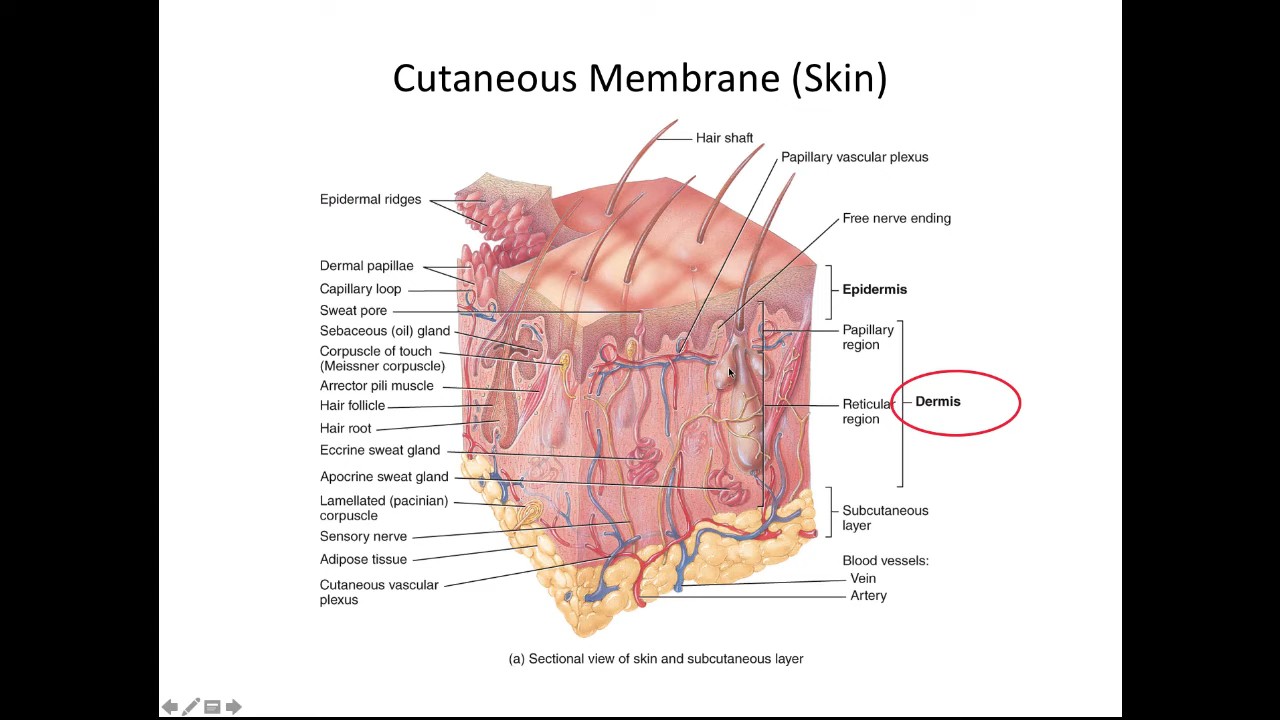 Cutaneous Membrane (Skin)
Hair shaft
Papillary vascular plexus
Epidermal ridges
Free nerve ending
Dermal papillae
Capillary loop
Sweat pore
Sebaceous (oil) gland
Corpuscle of touch
(Meissner corpuscle)
Arrector pili muscle
Hair follicle
Hair root
Eccrine sweat gland
Apocrine sweat gland
Lamellated (pacinian)
corpuscle
Sensory nerve
Adipose tissue
Cutaneous vascular
plexus
Epidermis
Papillary
region
Reticular
region
Dermis
Subcutaneous
layer
Blood vessels:
Vein
Artery
(a) Sectional view of skin and subcutaneous layer